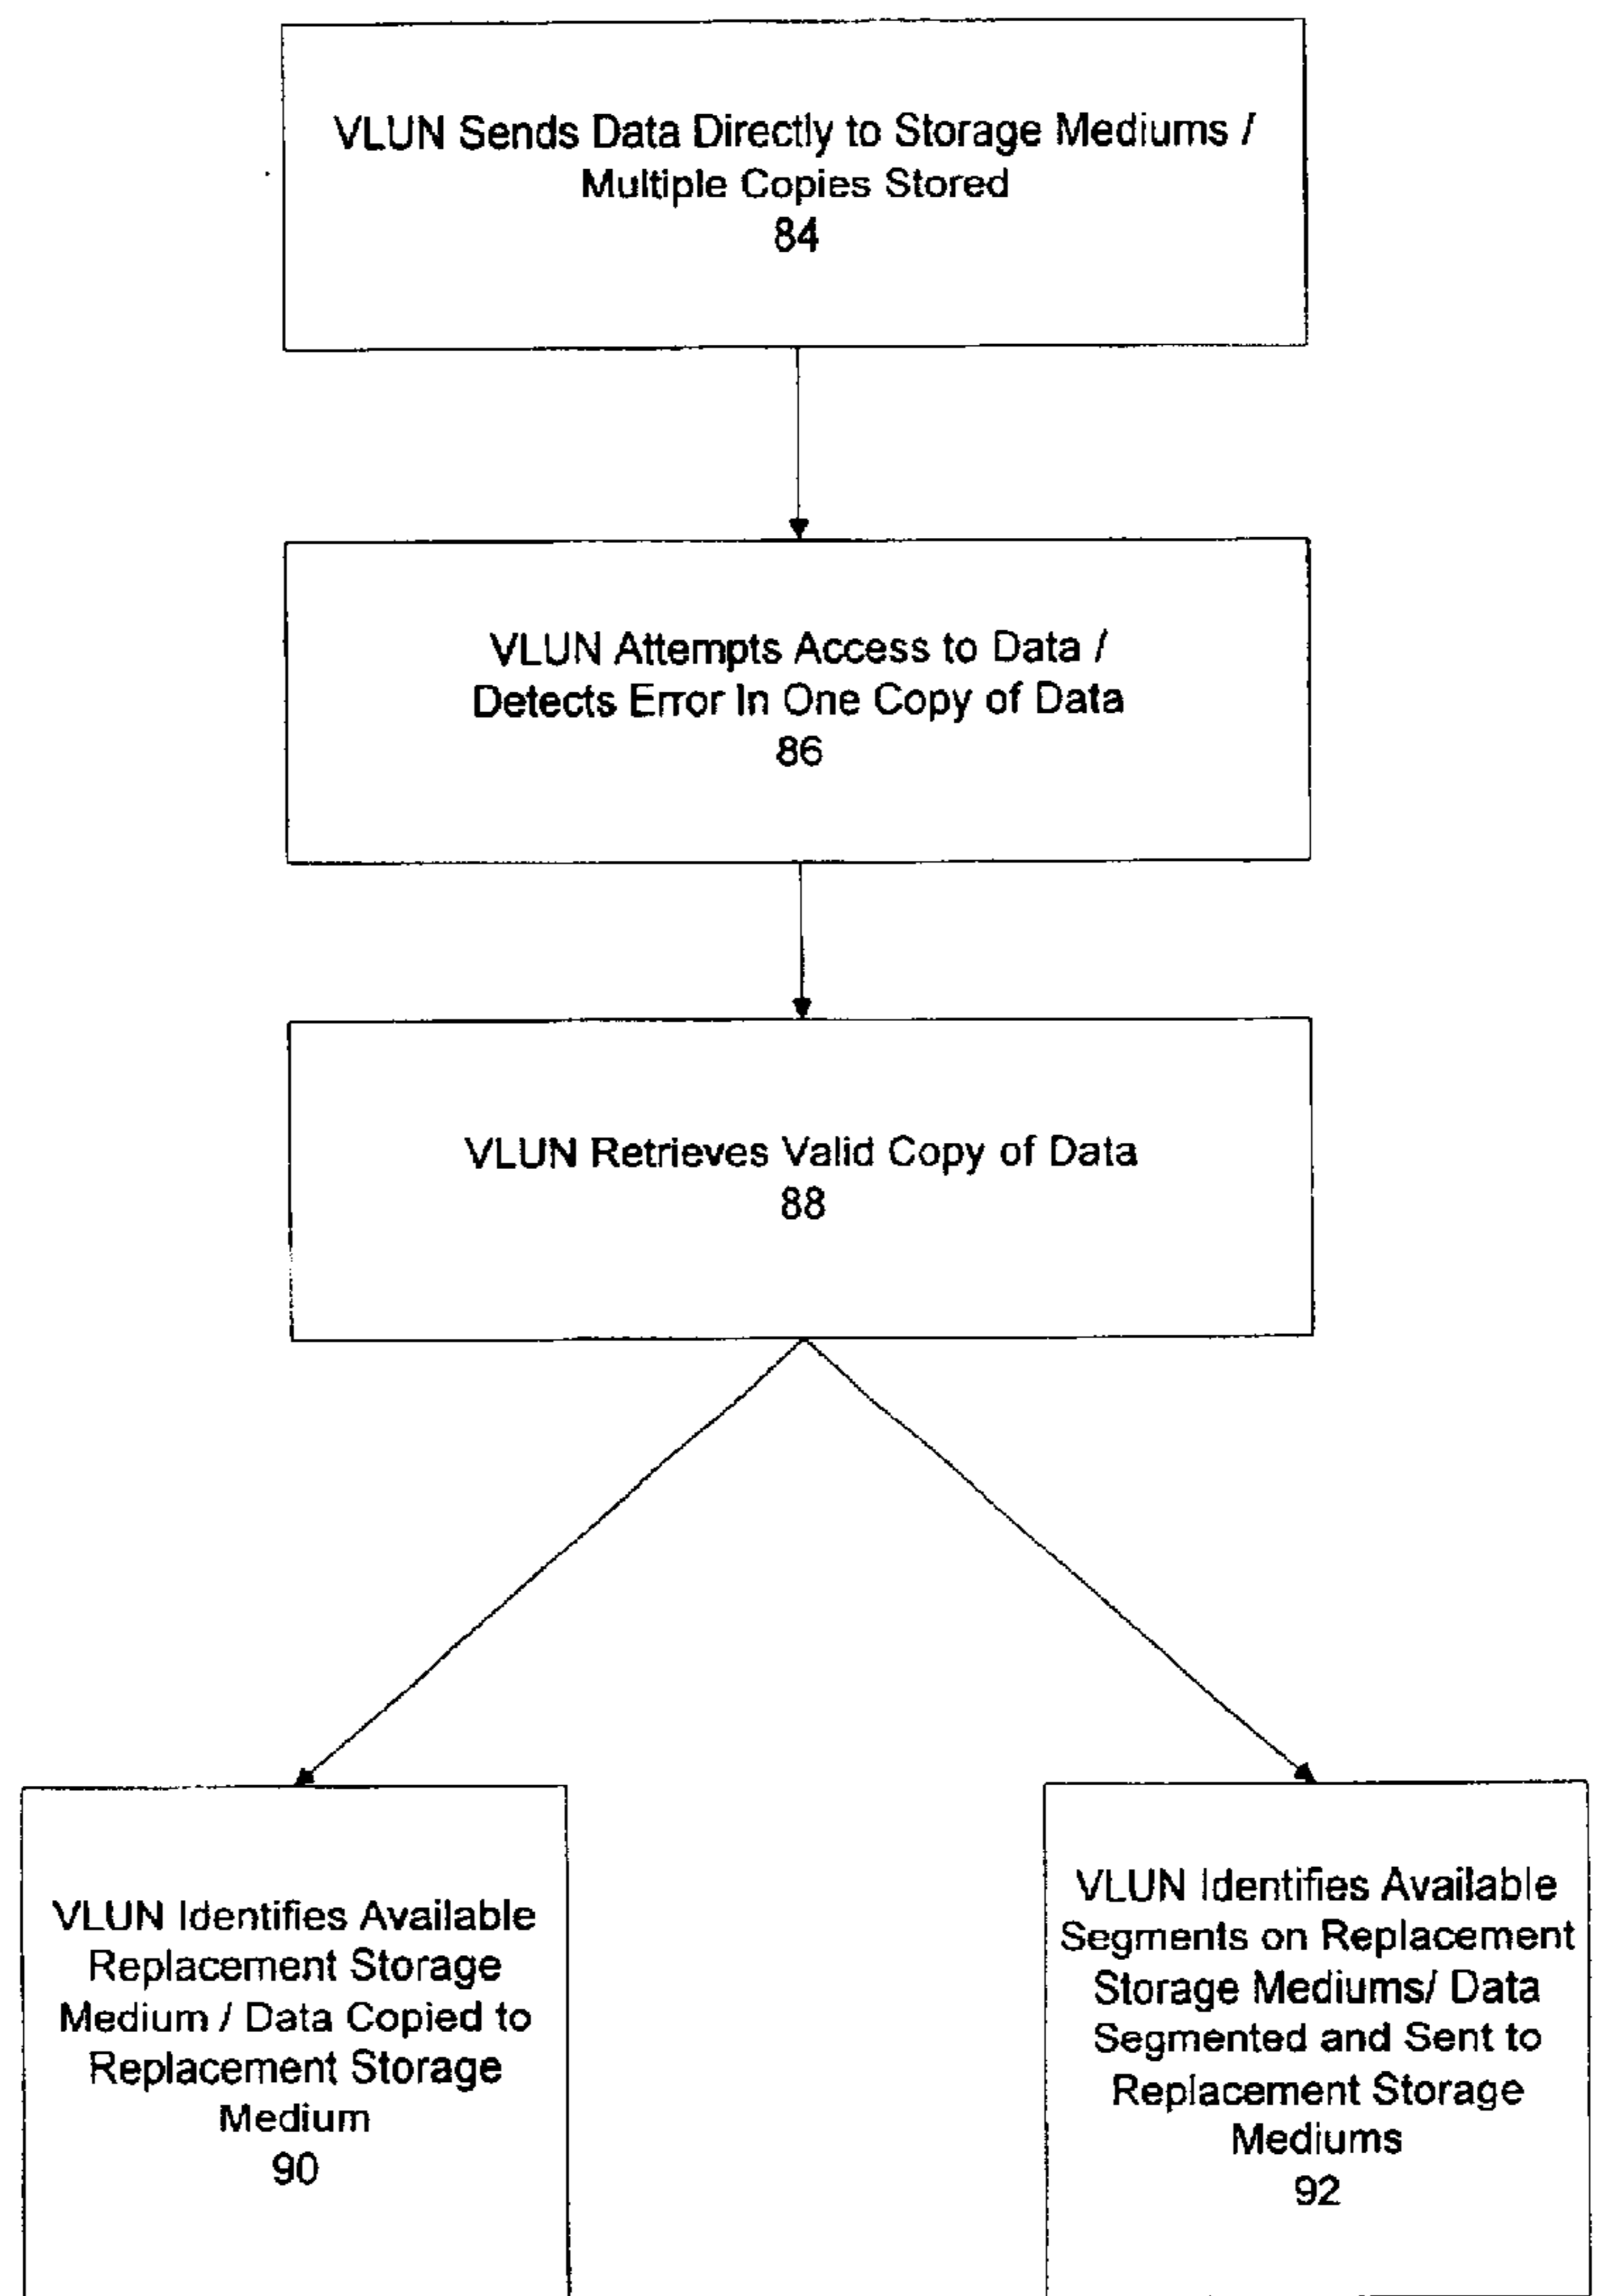 VLUN Sends Data Directly to Storage Mediums /
Multiple Copies Stored
84
VLUN Attempts Access to Data /
Detects Error In One Copy of Data
86
VLUN Retrieves Valid Copy of Data
88
VLUN Identifies Available
Replacement Storage
Medium / Data Copied to
Replacement Storage
Medium
90
VLUN Identifies Available
Segments on Replacement
Storage Mediums/ Data
Segmented and Sent to
Replacement Storage
Mediums
92